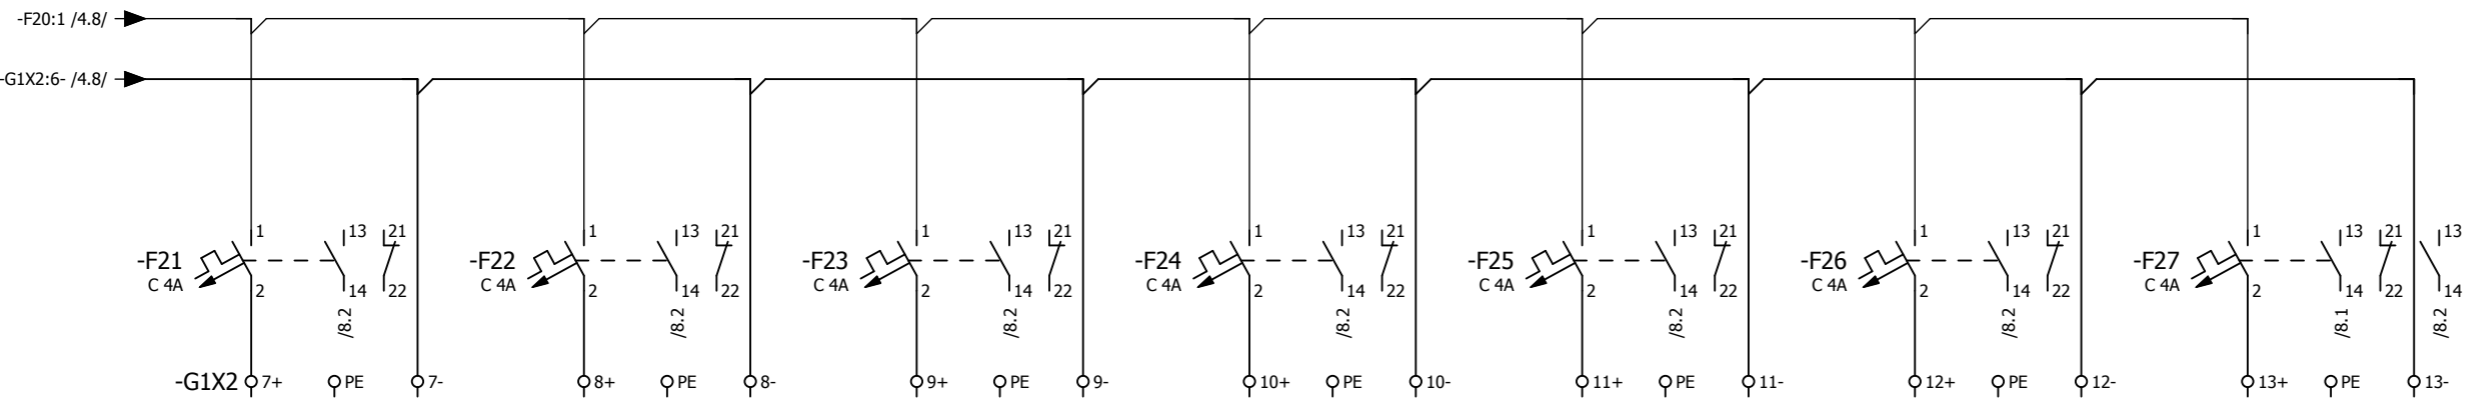 -F20:1 /4.8/
-G1X2:6- /4.8/
1 13 21 1 13 21 1 13 21 1 13 21 1 13 21 1 13 21 1 13 21 13
-F21 -F22 -F23 -F24 -F25 -F26 -F27
C 4A C 4A C 4A C 4A C 4A C 4A C 4A
2 14 22 2 14 22 2 14 22 2 14 22 2 14 22 2 14 22 2 14 22 14
/8.2 /8.2 /8.2 /8.2 /8.2 /8.2 /8.1 /8.2
-G1X2 7+ PE 7- 8+ PE 8- 9+ PE 9- 10+ PE 10- 11+ PE 11- 12+ PE 12- 13+ PE 13-